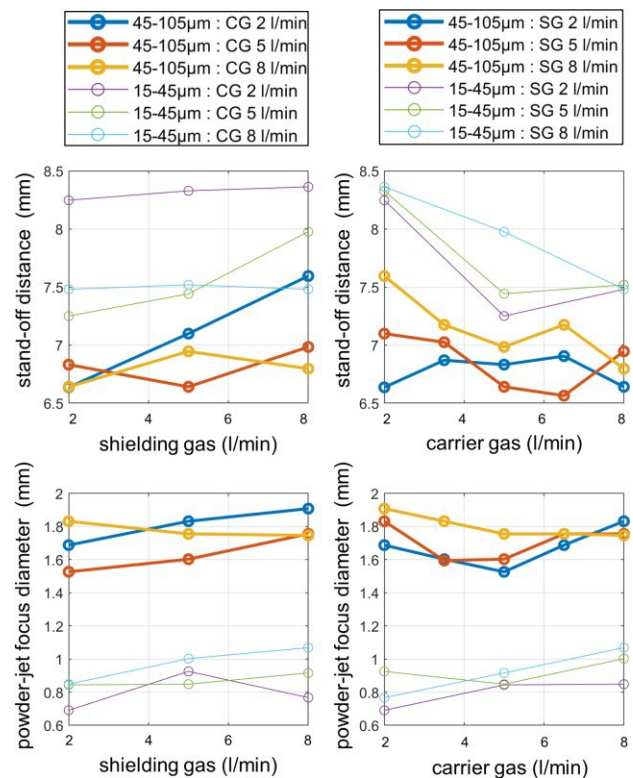 45-105µm : CG 2 l/min
45-105µm : CG 5 l/min
45-105µm : CG 8 l/min
15-45µm : CG 2 l/min
15-45µm : CG 5 l/min
15-45µm : CG 8 l/min
45-105µm : SG 2 l/min
45-105µm : SG 5 l/min
45-105µm : SG 8 l/min
15-45µm : SG 2 l/min
15-45µm : SG 5 l/min
15-45µm : SG 8 l/min
stand-off distance (mm)
8.5
8
7.5
7
6.5
2 4 6 8
shielding gas (l/min)
stand-off distance (mm)
8.5
8
7.5
7
6.5
2 4 6 8
carrier gas (l/min)
powder-jet focus diameter (mm)
2
1.8
1.6
1.4
1.2
1
0.8
0.6
2 4 6 8
shielding gas (l/min)
powder-jet focus diameter (mm)
2
1.8
1.6
1.4
1.2
1
0.8
0.6
2 4 6 8
carrier gas (l/min)